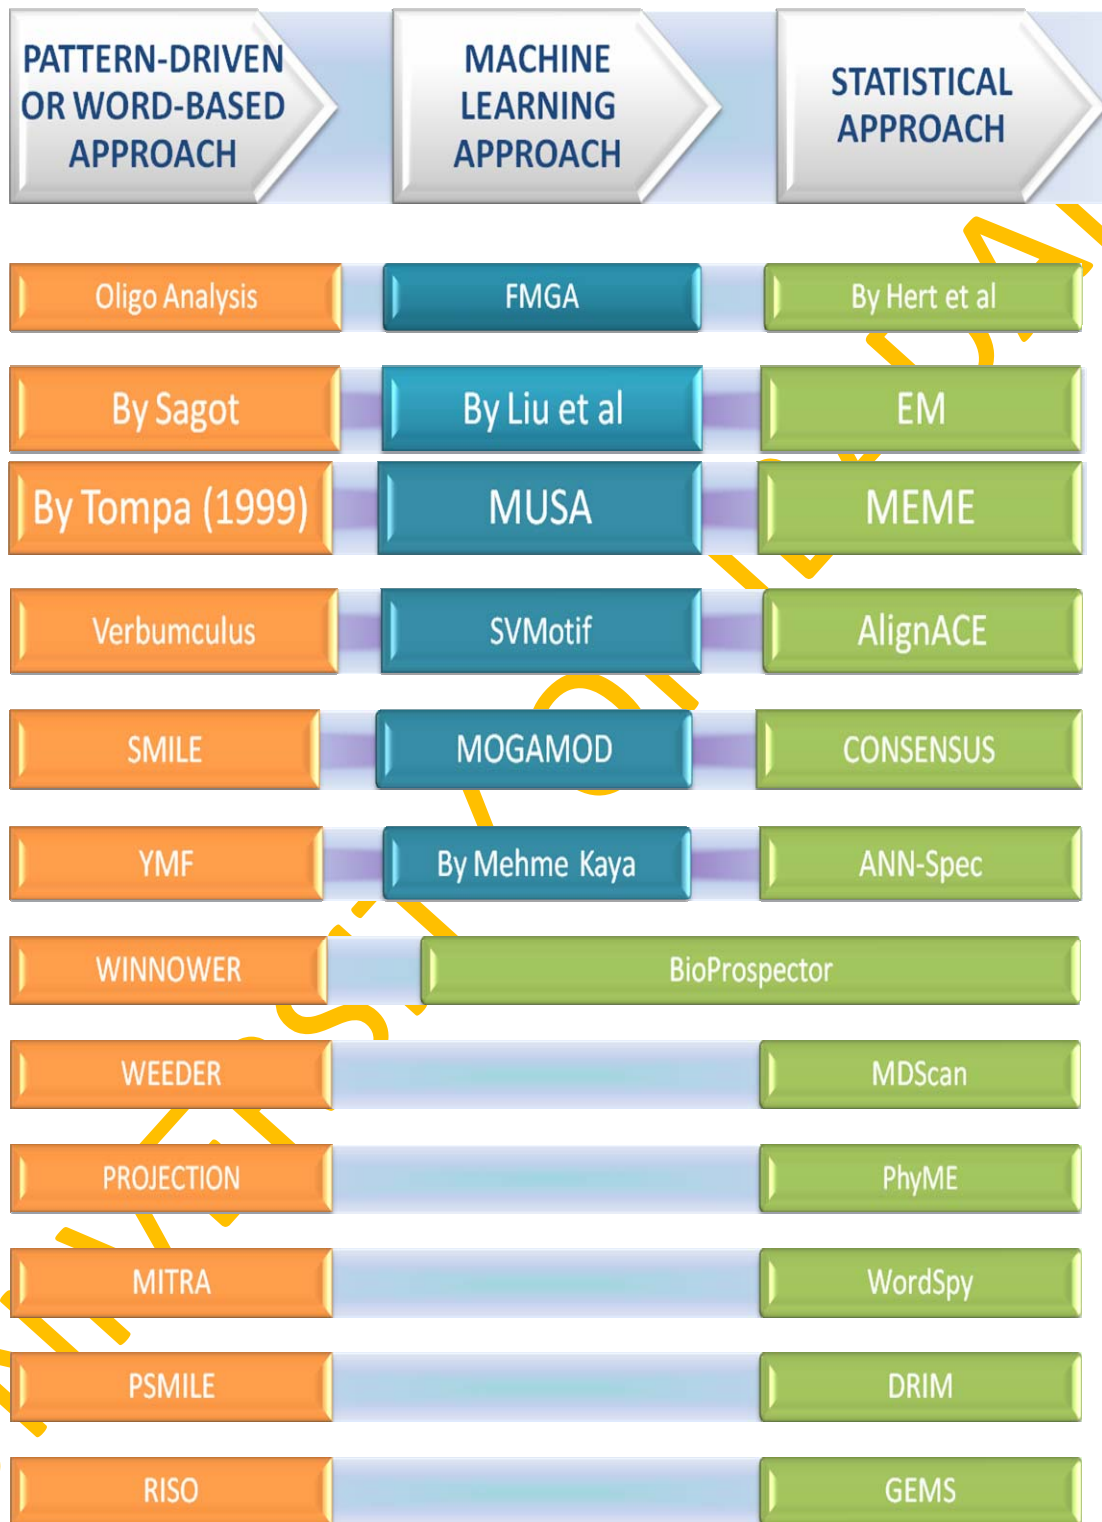 PATTERN-DRIVEN
OR WORD-BASED
APPROACH
MACHINE
LEARNING
APPROACH
STATISTICAL
APPROACH
Oligo Analysis
FMGA
By Hert et al
By Sagot
By Liu et al
EM
By Tompa (1999)
MUSA
MEME
Verbumculus
SVMotif
AlignACE
SMILE
MOGAMOD
CONSENSUS
YMF
By Mehme Kaya
ANN-Spec
WINNOWER
BioProspector
WEEDER
MDScan
PROJECTION
PhyME
MITRA
WordSpy
PSMILE
DRIM
RISO
GEMS